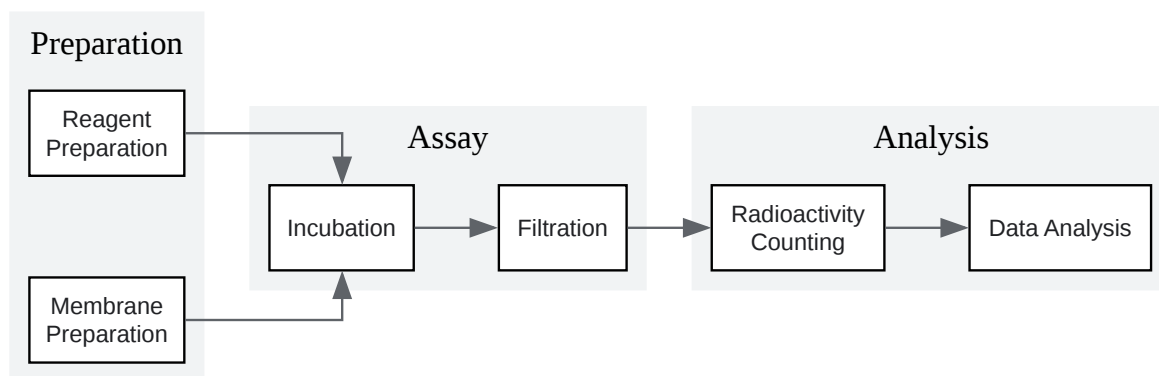 Preparation
Reagent
Preparation
Membrane
Preparation
Assay
Incubation
Filtration
Analysis
Radioactivity
Counting
Data Analysis